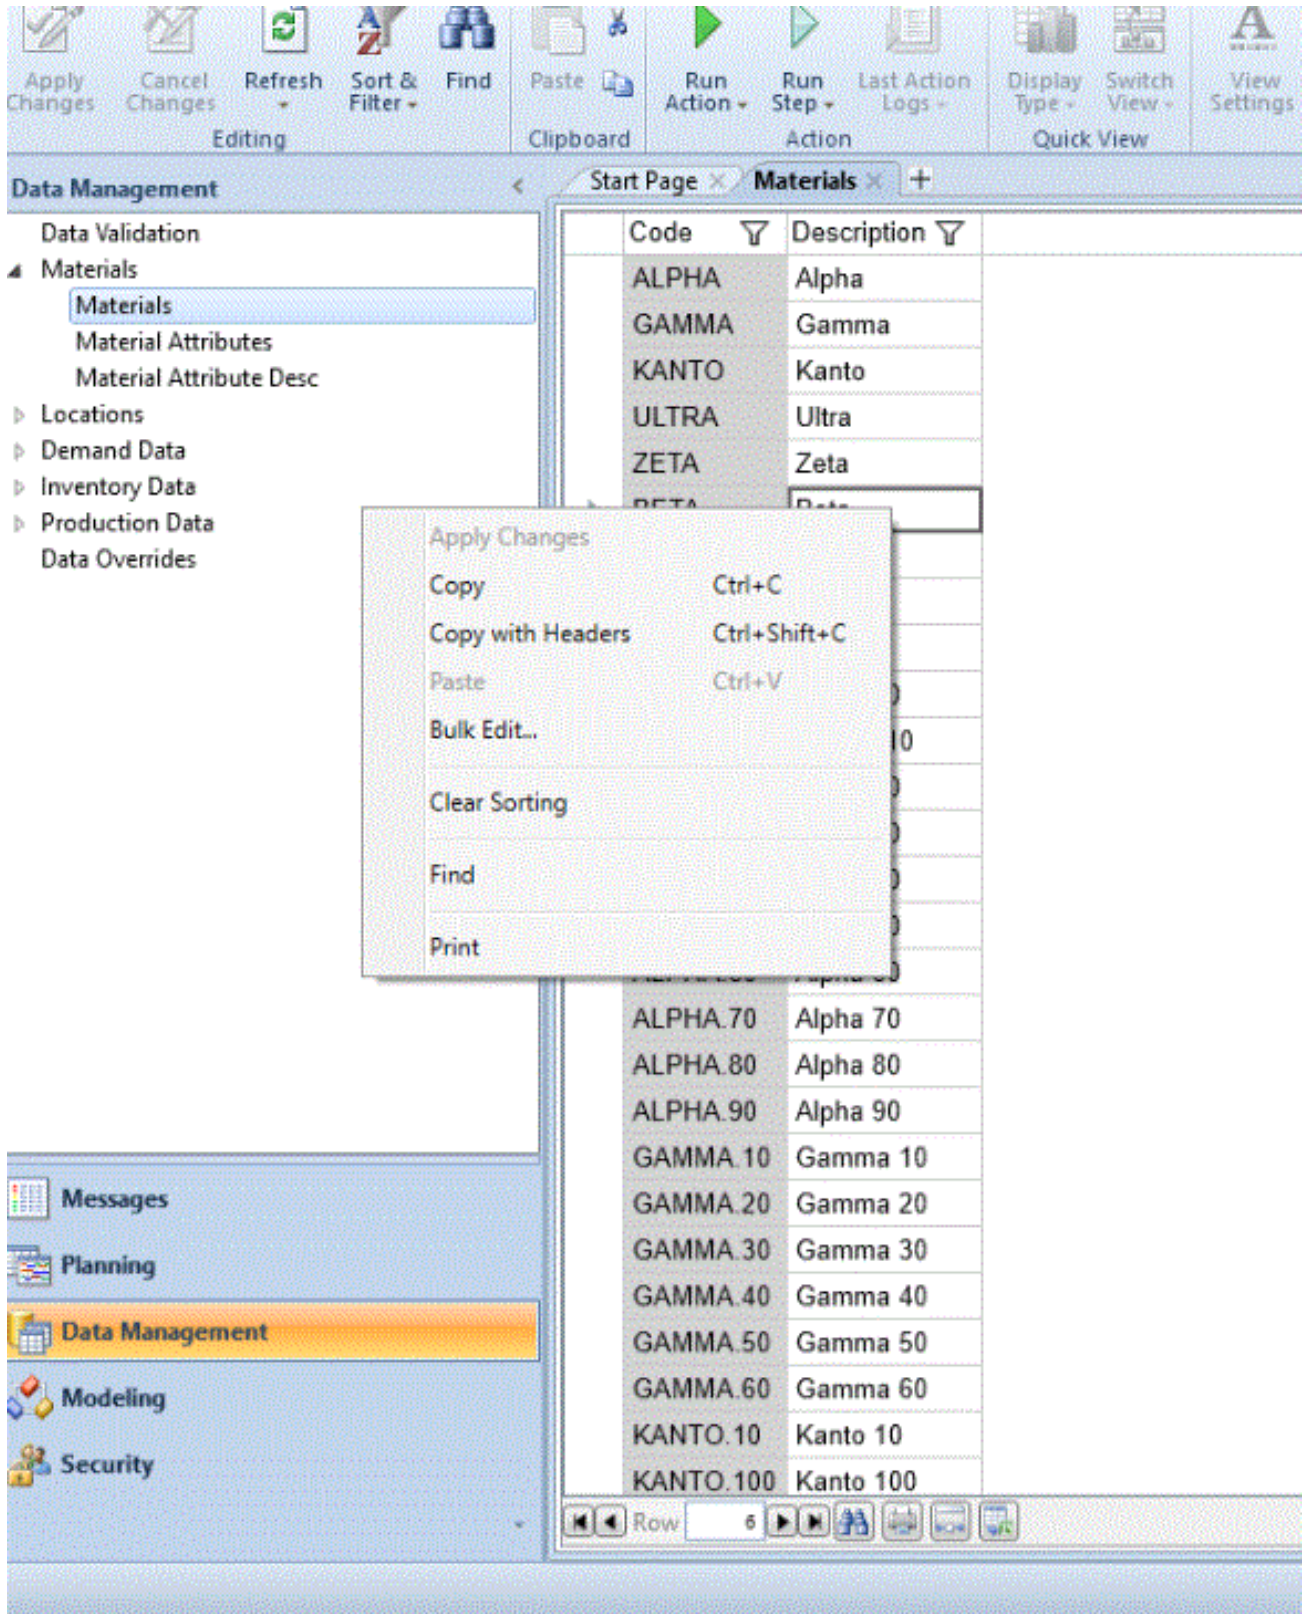 Apply Changes
Cancel Changes
Refresh
Sort & Filter
Find
Paste
Run Action
Run Step
Last Action Logs
Display Type
Switch View
View Settings
Editing
Clipboard
Action
Quick View
Data Management
Start Page
Materials
Data Validation
Materials
Materials
Material Attributes
Material Attribute Desc
Locations
Demand Data
Inventory Data
Production Data
Data Overrides
Code Description
ALPHA Alpha
GAMMA Gamma
KANTO Kanto
ULTRA Ultra
ZETA Zeta
BETA Beta
Apply Changes
Copy Ctrl+C
Copy with Headers Ctrl+Shift+C
Paste Ctrl+V
Bulk Edit...
Clear Sorting
Find
Print
ALPHA.70 Alpha 70
ALPHA.80 Alpha 80
ALPHA.90 Alpha 90
GAMMA.10 Gamma 10
GAMMA.20 Gamma 20
GAMMA.30 Gamma 30
GAMMA.40 Gamma 40
GAMMA.50 Gamma 50
GAMMA.60 Gamma 60
KANTO.10 Kanto 10
KANTO.100 Kanto 100
Row 6
Messages
Planning
Data Management
Modeling
Security